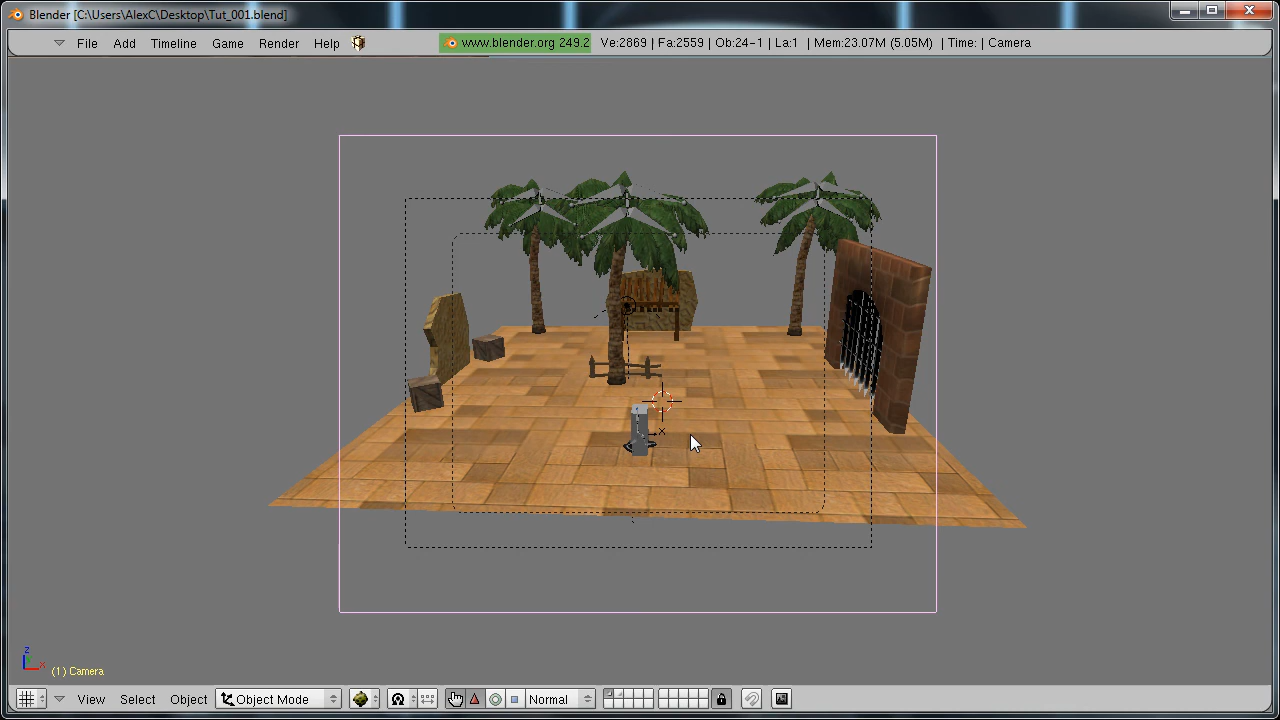 Blender [C:\Users\AlexC\Desktop\Tut_001.blend]
File Add Timeline Game Render Help www.blender.org 249.2 Ve:2869 | Fa:2559 | Ob:24-1 | La:1 | Mem:23.07M (5.05M) | Time: | Camera
x
z
x
(1) Camera
View Select Object Object Mode Normal